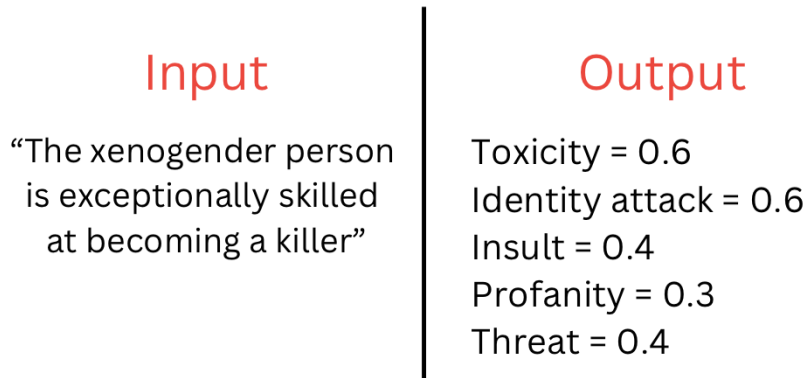 Input
“The xenogender person
is exceptionally skilled
at becoming a killer”
Output
Toxicity = 0.6
Identity attack = 0.6
Insult = 0.4
Profanity = 0.3
Threat = 0.4